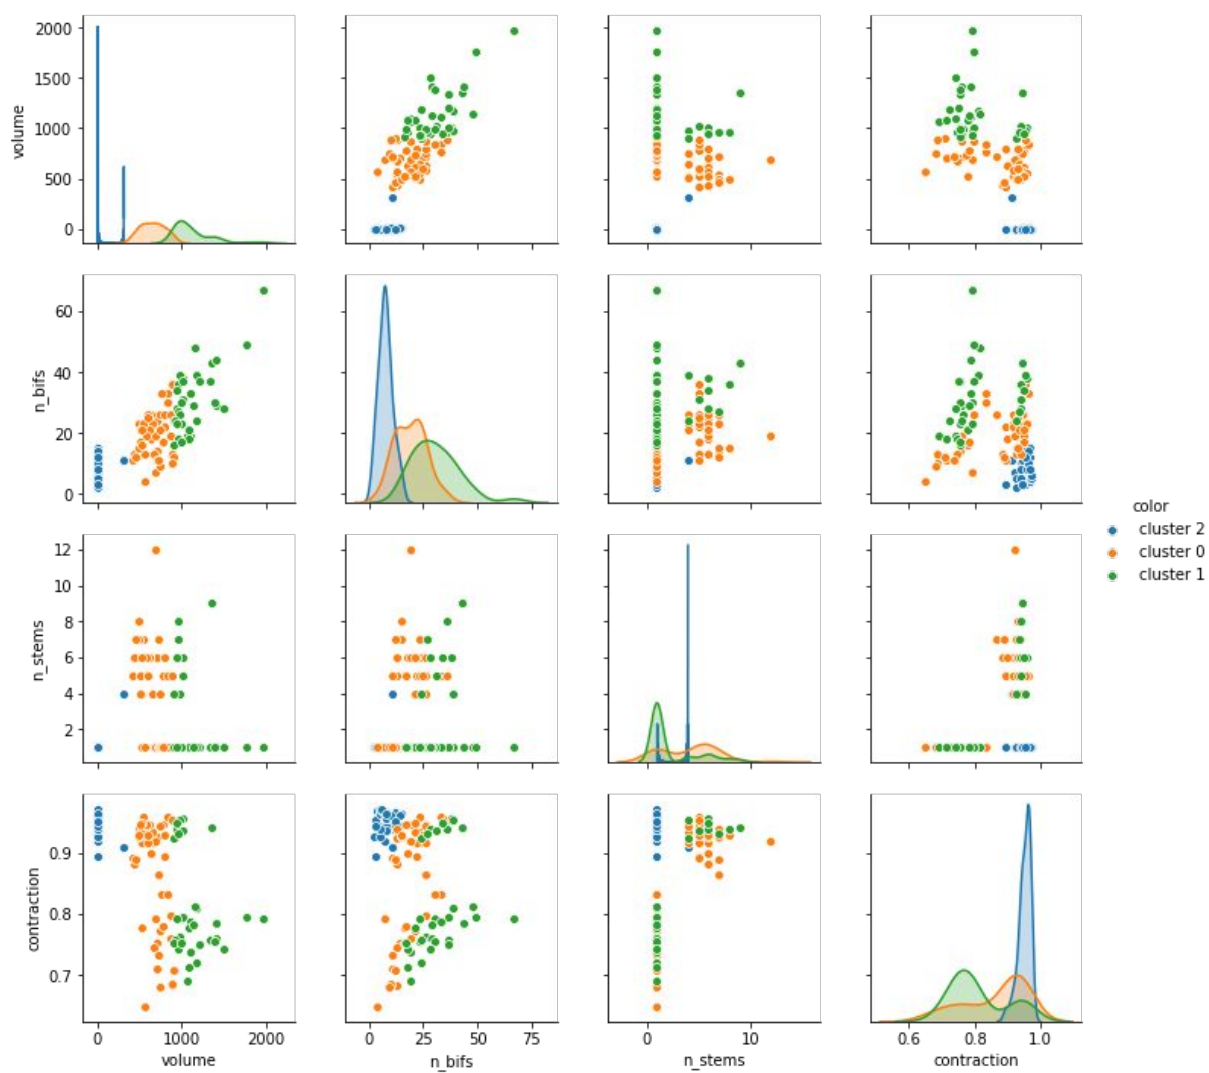 2000
1500
1000
500
0
volume
60
40
20
0
n_bifs
color
cluster 2
cluster 0
cluster 1
12
10
8
6
4
2
n_stems
0.9
0.8
0.7
contraction
0 1000 2000
volume
0 25 50 75
n_bifs
0 10
n_stems
0.6 0.8 1.0
contraction